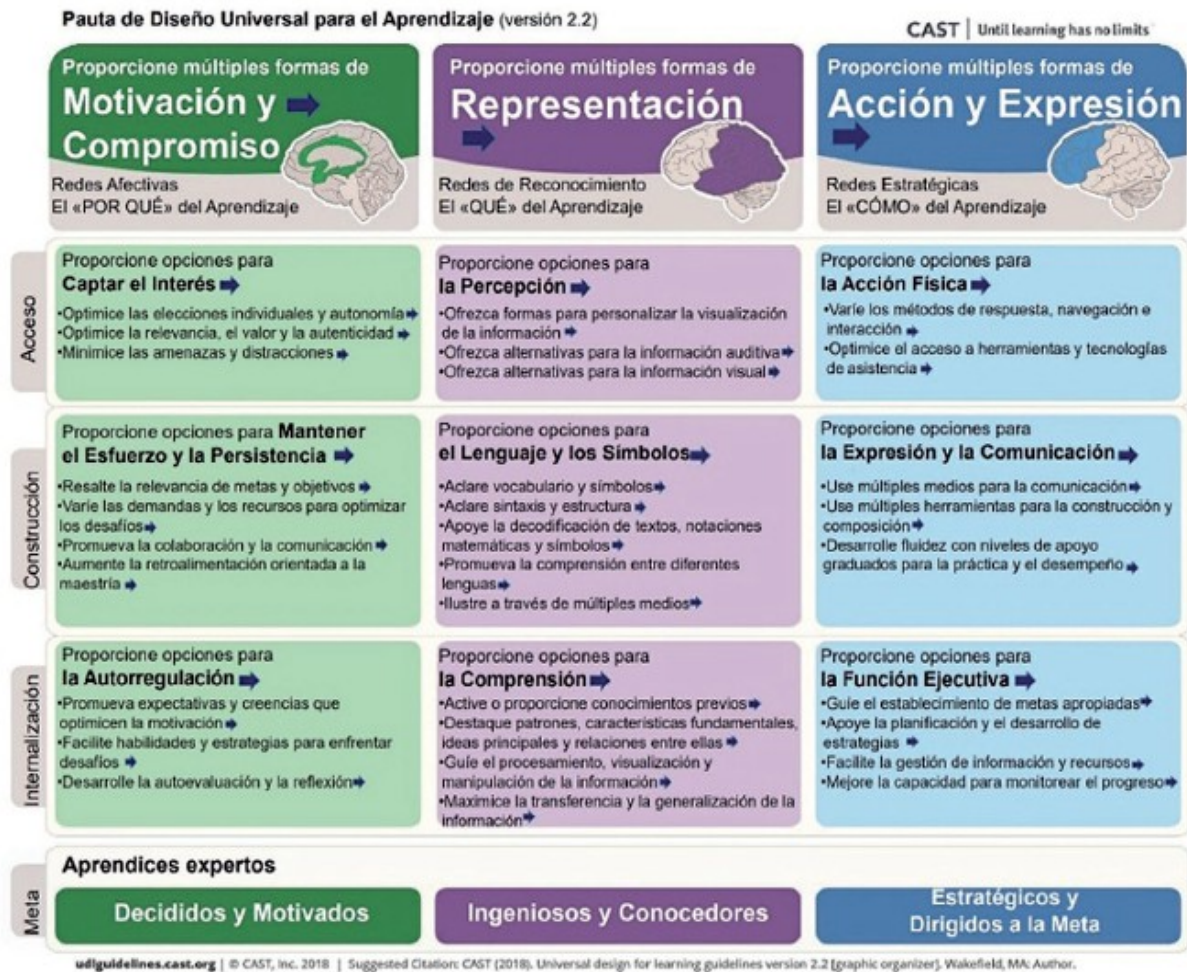 Pauta de Diseño Universal para el Aprendizaje (versión 2.2)
CAST | Until learning has no limits
Proporcione múltiples formas de
Motivación y
Compromiso
Redes Afectivas
El «POR QUÉ» del Aprendizaje
Proporcione múltiples formas de
Representación
Redes de Reconocimiento
El «QUÉ» del Aprendizaje
Proporcione múltiples formas de
Acción y Expresión
Redes Estratégicas
El «CÓMO» del Aprendizaje
Acceso
Proporcione opciones para
Captar el Interés
•Optimice las elecciones individuales y autonomía
•Optimice la relevancia, el valor y la autenticidad
•Minimice las amenazas y distracciones
Proporcione opciones para
la Percepción
•Ofrezca formas para personalizar la visualización
de la información
•Ofrezca alternativas para la información auditiva
•Ofrezca alternativas para la información visual
Proporcione opciones para
la Acción Física
•Varíe los métodos de respuesta, navegación e
interacción
•Optimice el acceso a herramientas y tecnologías
de asistencia
Construcción
Proporcione opciones para Mantener
el Esfuerzo y la Persistencia
•Resalte la relevancia de metas y objetivos
•Varíe las demandas y los recursos para optimizar
los desafíos
•Promueva la colaboración y la comunicación
•Aumente la retroalimentación orientada a la
maestría
Proporcione opciones para
el Lenguaje y los Símbolos
•Aclare vocabulario y símbolos
•Aclare sintaxis y estructura
•Apoye la decodificación de textos, notaciones
matemáticas y símbolos
•Promueva la comprensión entre diferentes
lenguas
•Ilustre a través de múltiples medios
Proporcione opciones para
la Expresión y la Comunicación
•Use múltiples medios para la comunicación
•Use múltiples herramientas para la construcción y
composición
•Desarrolle fluidez con niveles de apoyo
graduados para la práctica y el desempeño
Internalización
Proporcione opciones para
la Autorregulación
•Promueva expectativas y creencias que
optimicen la motivación
•Facilite habilidades y estrategias para enfrentar
desafíos
•Desarrolle la autoevaluación y la reflexión
Proporcione opciones para
la Comprensión
•Active o proporcione conocimientos previos
•Destaque patrones, características fundamentales,
ideas principales y relaciones entre ellas
•Guíe el procesamiento, visualización y
manipulación de la información
•Maximice la transferencia y la generalización de la
información
Proporcione opciones para
la Función Ejecutiva
•Guíe el establecimiento de metas apropiadas
•Apoye la planificación y el desarrollo de
estrategias
•Facilite la gestión de información y recursos
•Mejore la capacidad para monitorear el progreso
Meta
Aprendices expertos
Decididos y Motivados
Ingeniosos y Conocedores
Estratégicos y
Dirigidos a la Meta
udlguidelines.cast.org | © CAST, Inc. 2018 | Suggested Citation: CAST (2018). Universal design for learning guidelines version 2.2 [graphic organizer]. Wakefield, MA: Author.